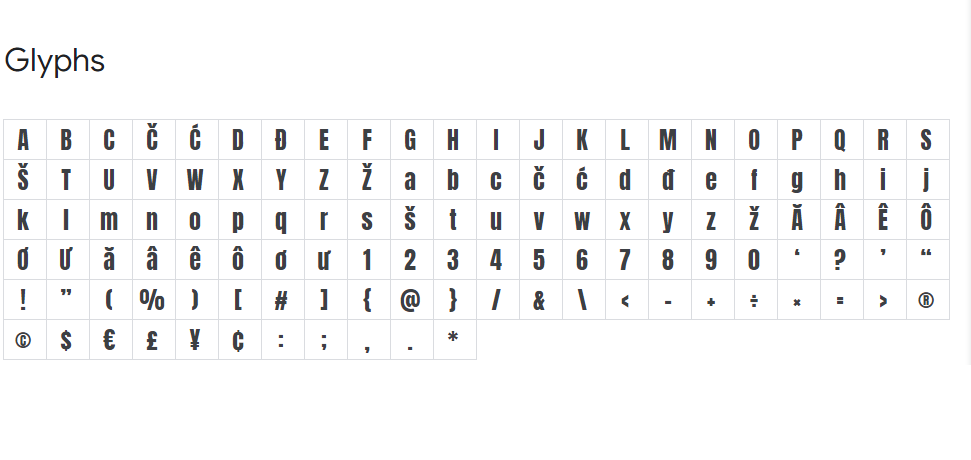 Glyphs
A B C Č Ć D Đ E F G H I J K L M N O P Q R S
Š T U V W X Y Z Ž a b c č ć d đ e f g h i j
k l m n o p q r s š t u v w x y z ž Ă Â Ê Ô
Ơ Ư ă â ê ô ơ ư 1 2 3 4 5 6 7 8 9 0 ‘ ? ’ “
! ” ( % ) [ # ] { @ } / & \ < - + ÷ × = > ®
© $ € £ ¥ ¢ : ; , . *